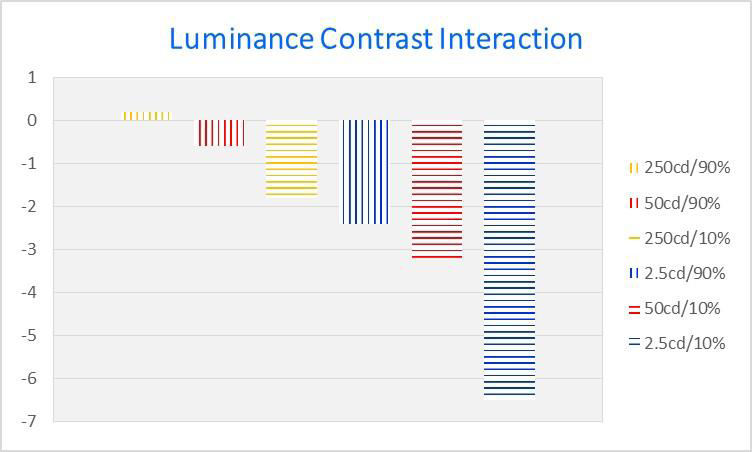 Luminance Contrast Interaction
1
0
-1
-2
-3
-4
-5
-6
-7
250cd/90%
50cd/90%
250cd/10%
2.5cd/90%
50cd/10%
2.5cd/10%